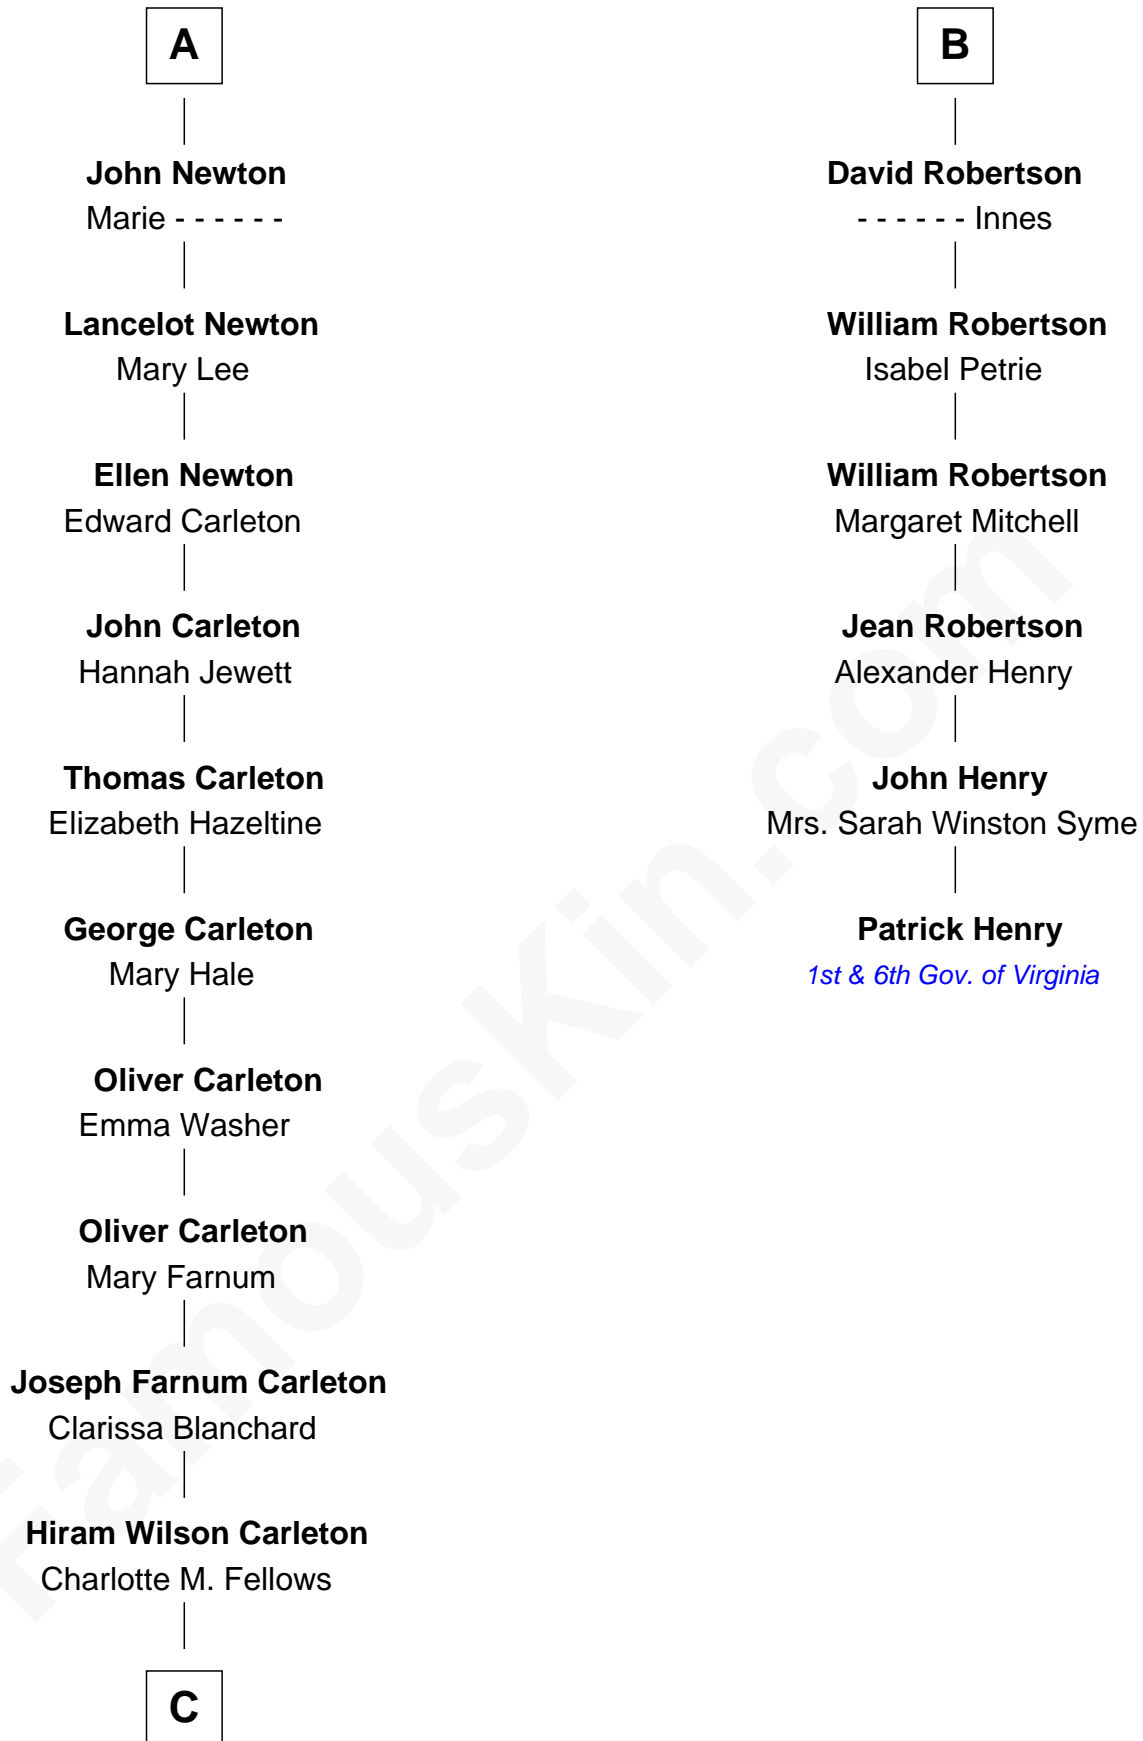 A
John Newton
Marie - - - - - -
Lancelot Newton
Mary Lee
Ellen Newton
Edward Carleton
John Carleton
Hannah Jewett
Thomas Carleton
Elizabeth Hazeltine
George Carleton
Mary Hale
Oliver Carleton
Emma Washer
Oliver Carleton
Mary Farnum
Joseph Farnum Carleton
Clarissa Blanchard
Hiram Wilson Carleton
Charlotte M. Fellows
C
B
David Robertson
- - - - - - Innes
William Robertson
Isabel Petrie
William Robertson
Margaret Mitchell
Jean Robertson
Alexander Henry
John Henry
Mrs. Sarah Winston Syme
Patrick Henry
1st & 6th Gov. of Virginia
FamousKin.com